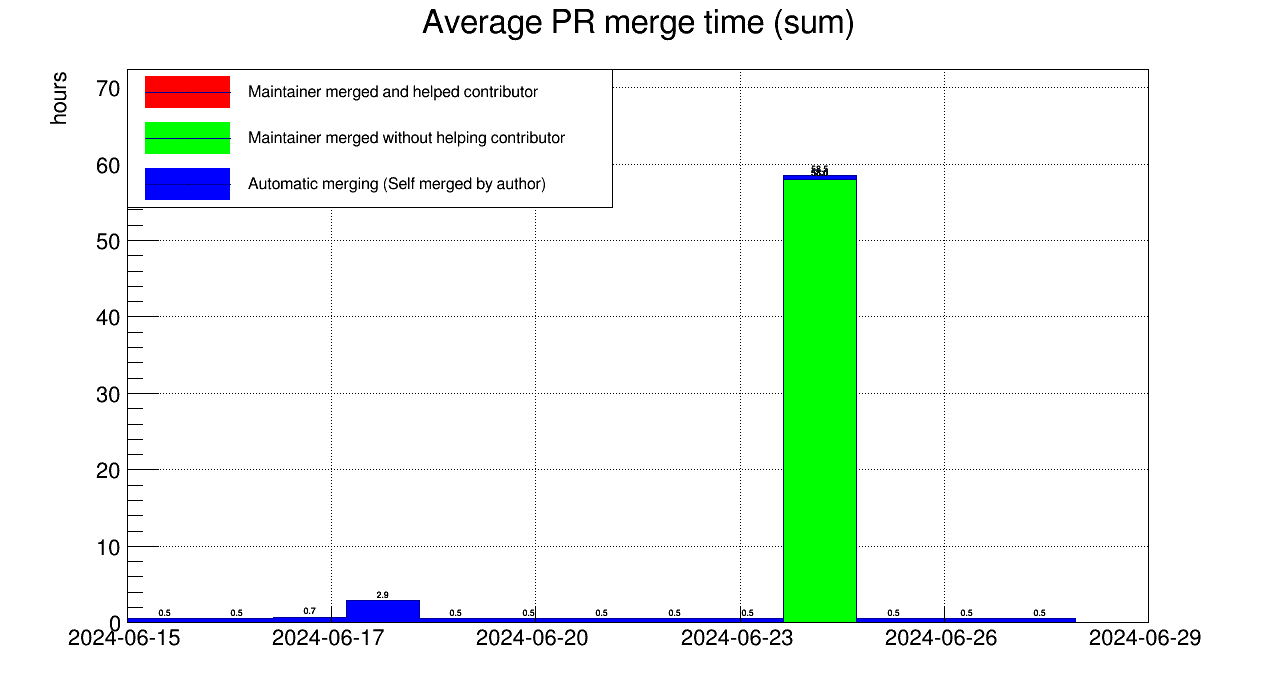 Average PR merge time (sum)
hours
Maintainer merged and helped contributor
Maintainer merged without helping contributor
Automatic merging (Self merged by author)
70
60
50
40
30
20
10
0
58.5
0.5 0.5 0.7 2.9 0.5 0.5 0.5 0.5 0.5 0.5 0.5 0.5
2024-06-15 2024-06-17 2024-06-20 2024-06-23 2024-06-26 2024-06-29